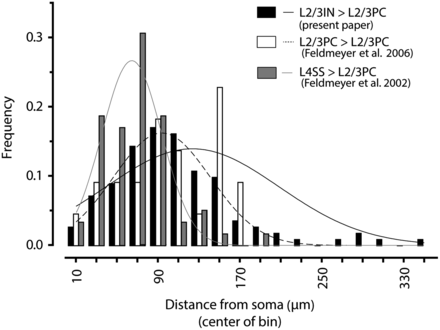 L2/3IN > L2/3PC
(present paper)
L2/3PC > L2/3PC
(Feldmeyer et al. 2006)
L4SS > L2/3PC
(Feldmeyer et al. 2002)
Frequency
0.3
0.2
0.1
0.0
10
90
170
250
330
Distance from soma (μm)
(center of bin)